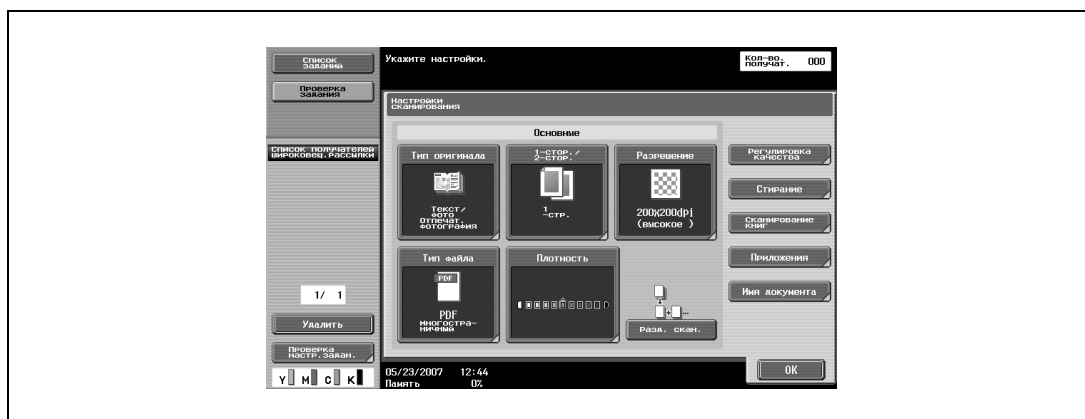 Список
заданий
Проверка
задания
Список получателей
широковещ.рассылки
1/ 1
Удалить
Проверка
настр.задан.
Y M C K
Укажите настройки.
Кол-во.
получат. 000
Настройки
сканирования
Основные
Тип оригинала
Текст/
Фото
отпечат.
фотография
1-стор./
2-стор.
1
-стр.
Разрешение
200X200dpi
(высокое )
Тип файла
PDF
PDF
многостра-
ничный
Плотность
Разд. скан.
Регулировка
качества
Стирание
Сканирование
книг
Приложения
Имя документа
05/23/2007 12:44
Память 0%
OK